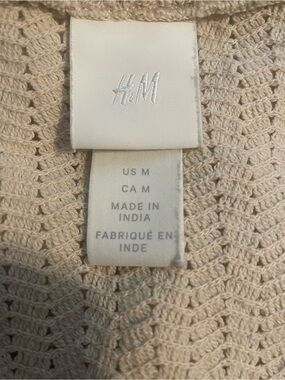 H&M
US M
CA M
MADE IN
INDIA
FABRIQUÉ EN
INDE